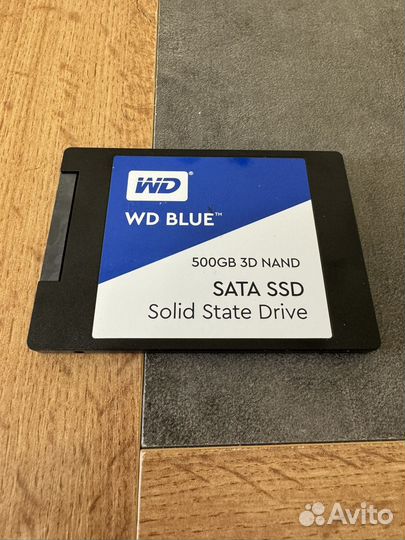 WD
WD BLUE™
500GB 3D NAND
SATA SSD
Solid State Drive
Avito